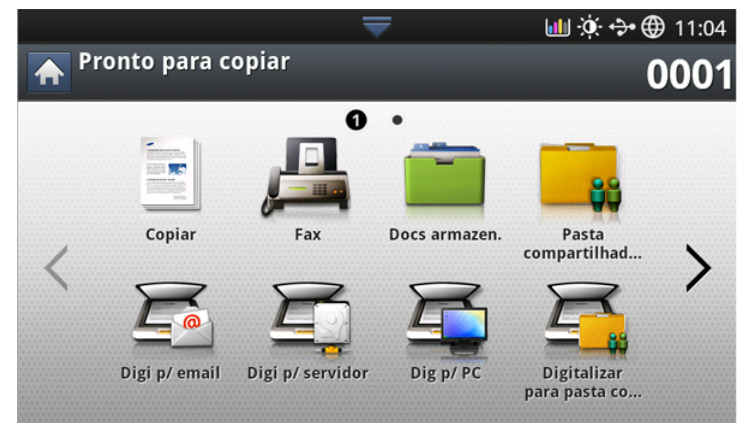 11:04
Pronto para copiar
0001
1
Copiar
Fax
Docs armazen.
Pasta
compartilhad...
@
Digi p/ email
Digi p/ servidor
Dig p/ PC
Digitalizar
para pasta co...